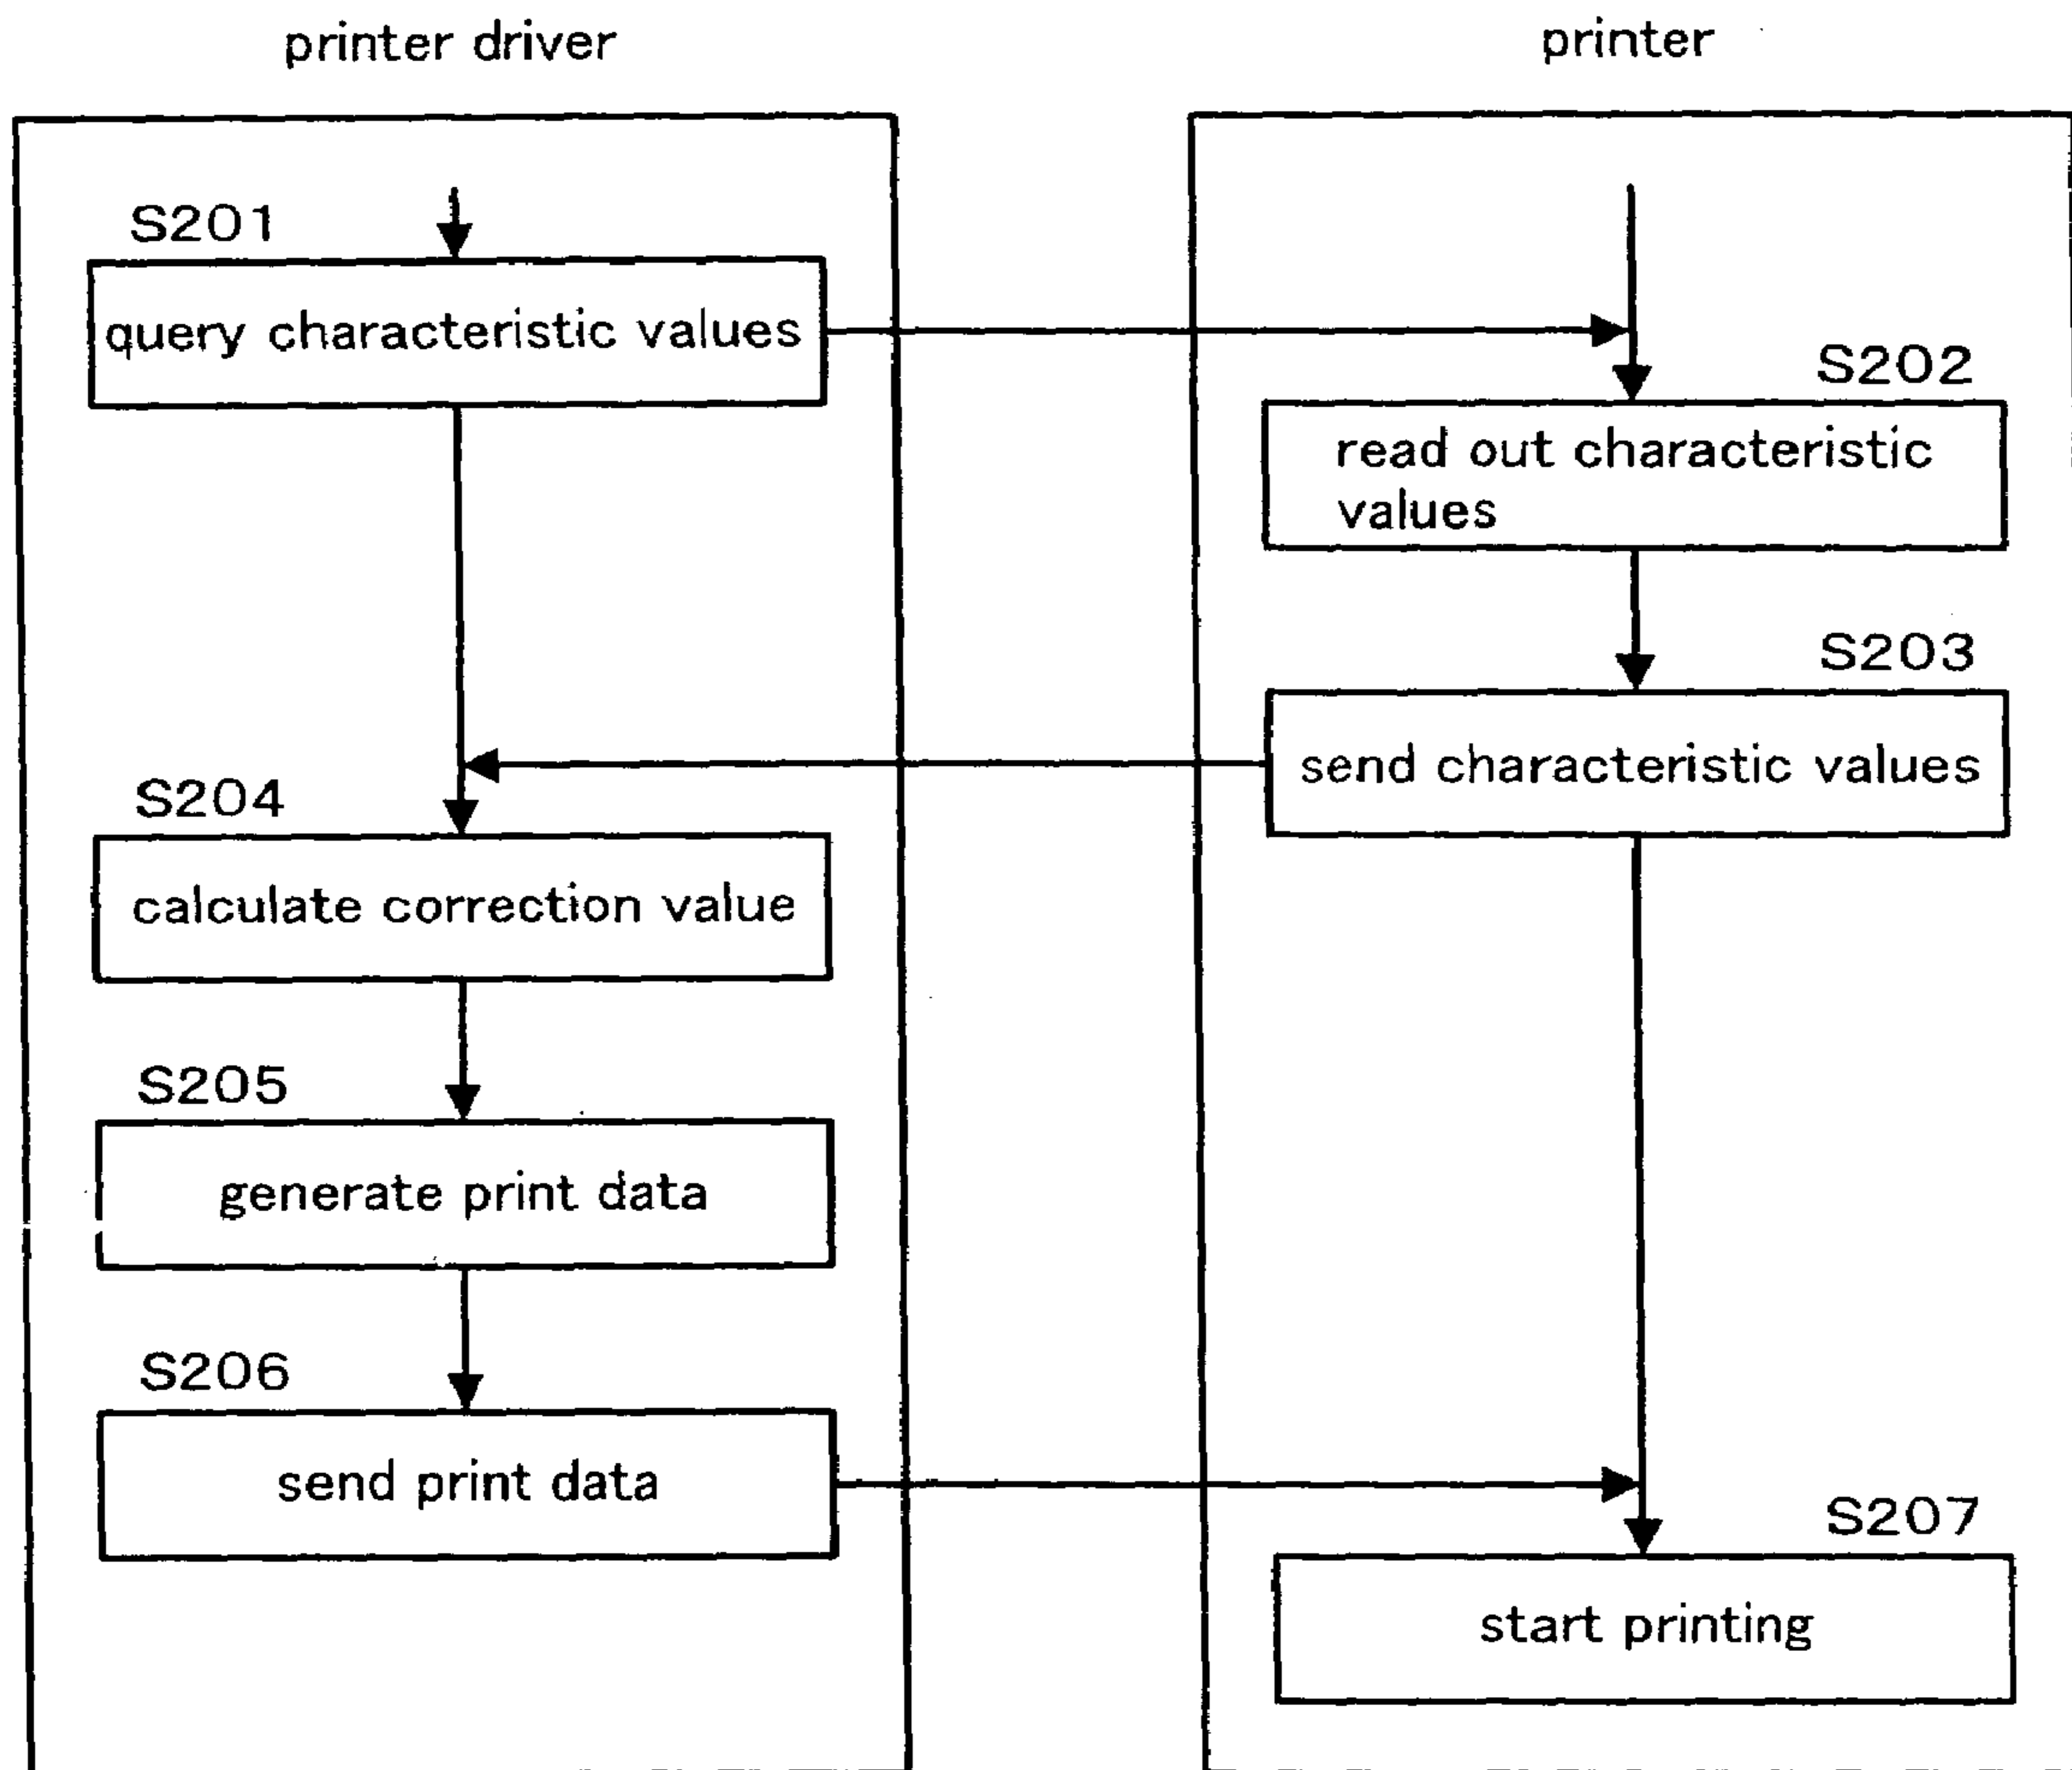 printer driver
printer
S201
query characteristic values
S202
read out characteristic
values
S203
send characteristic values
S204
calculate correction value
S205
generate print data
S206
send print data
S207
start printing